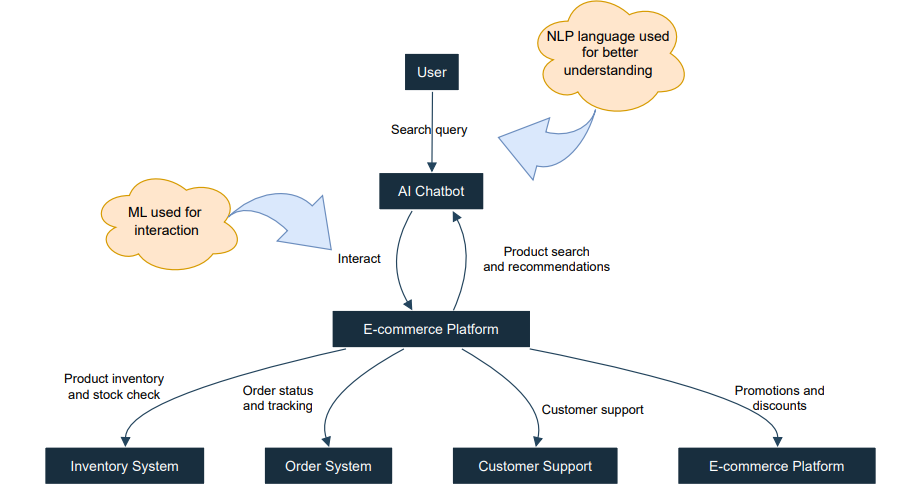 NLP language used
for better
understanding
User
Search query
AI Chatbot
ML used for
interaction
Interact
Product search
and recommendations
E-commerce Platform
Product inventory
and stock check
Order status
and tracking
Customer support
Promotions and
discounts
Inventory System
Order System
Customer Support
E-commerce Platform